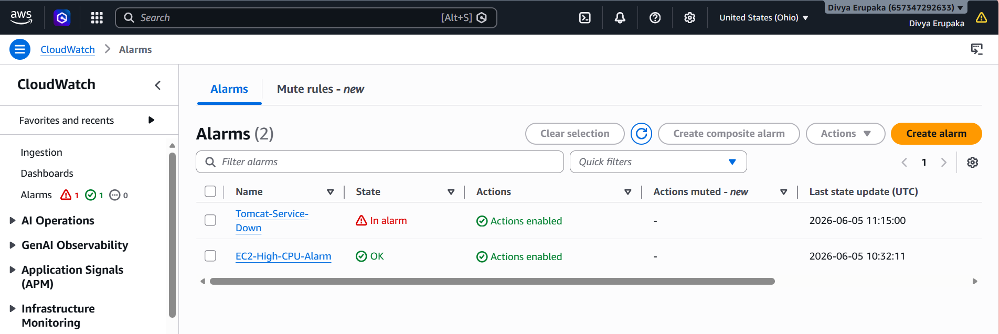 aws
Search [Alt+S]
United States (Ohio)
Divya Erupaka (657347292633)
Divya Erupaka
CloudWatch > Alarms
CloudWatch
Favorites and recents
Ingestion
Dashboards
Alarms 1 1 0
AI Operations
GenAI Observability
Application Signals
(APM)
Infrastructure
Monitoring
Alarms
Mute rules - new
Alarms (2)
Clear selection
Create composite alarm
Actions
Create alarm
Filter alarms
Quick filters
1
Name State Actions Actions muted - new Last state update (UTC)
Tomcat-Service-
Down
In alarm Actions enabled - 2026-06-05 11:15:00
EC2-High-CPU-Alarm OK Actions enabled - 2026-06-05 10:32:11